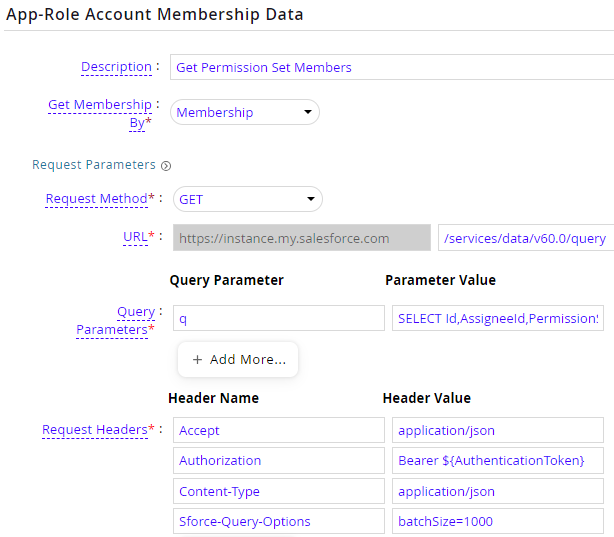 App-Role Account Membership Data
Description : Get Permission Set Members
Get Membership : Membership
By*
Request Parameters
Request Method* : GET
URL* : https://instance.my.salesforce.com /services/data/v60.0/query
Query Parameter Parameter Value
Query : q SELECT Id,AssigneeId,Permission
Parameters*
+ Add More...
Header Name Header Value
Request Headers* : Accept application/json
Authorization Bearer ${AuthenticationToken}
Content-Type application/json
Sforce-Query-Options batchSize=1000